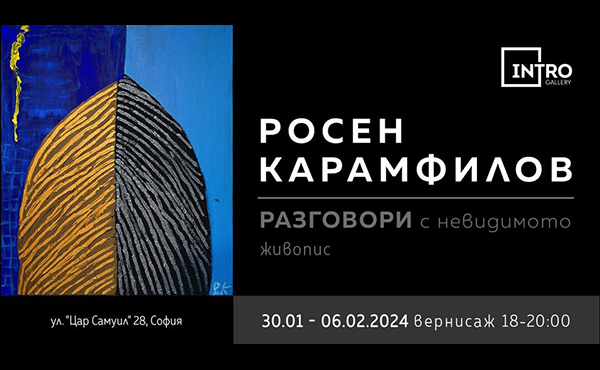 INTRO
GALLERY
РОСЕН
КАРАМФИЛОВ
РАЗГОВОРИ с невидимото
живопис
ул. "Цар Самуил" 28, София
30.01 - 06.02.2024 вернисаж 18-20:00